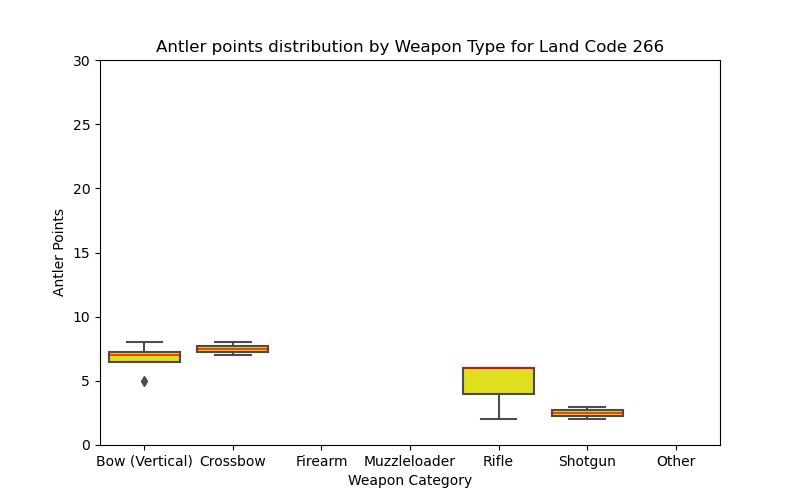 Antler points distribution by Weapon Type for Land Code 266
30
25
20
15
10
5
0
Antler Points
Bow (Vertical) Crossbow Firearm Muzzleloader Rifle Shotgun Other
Weapon Category